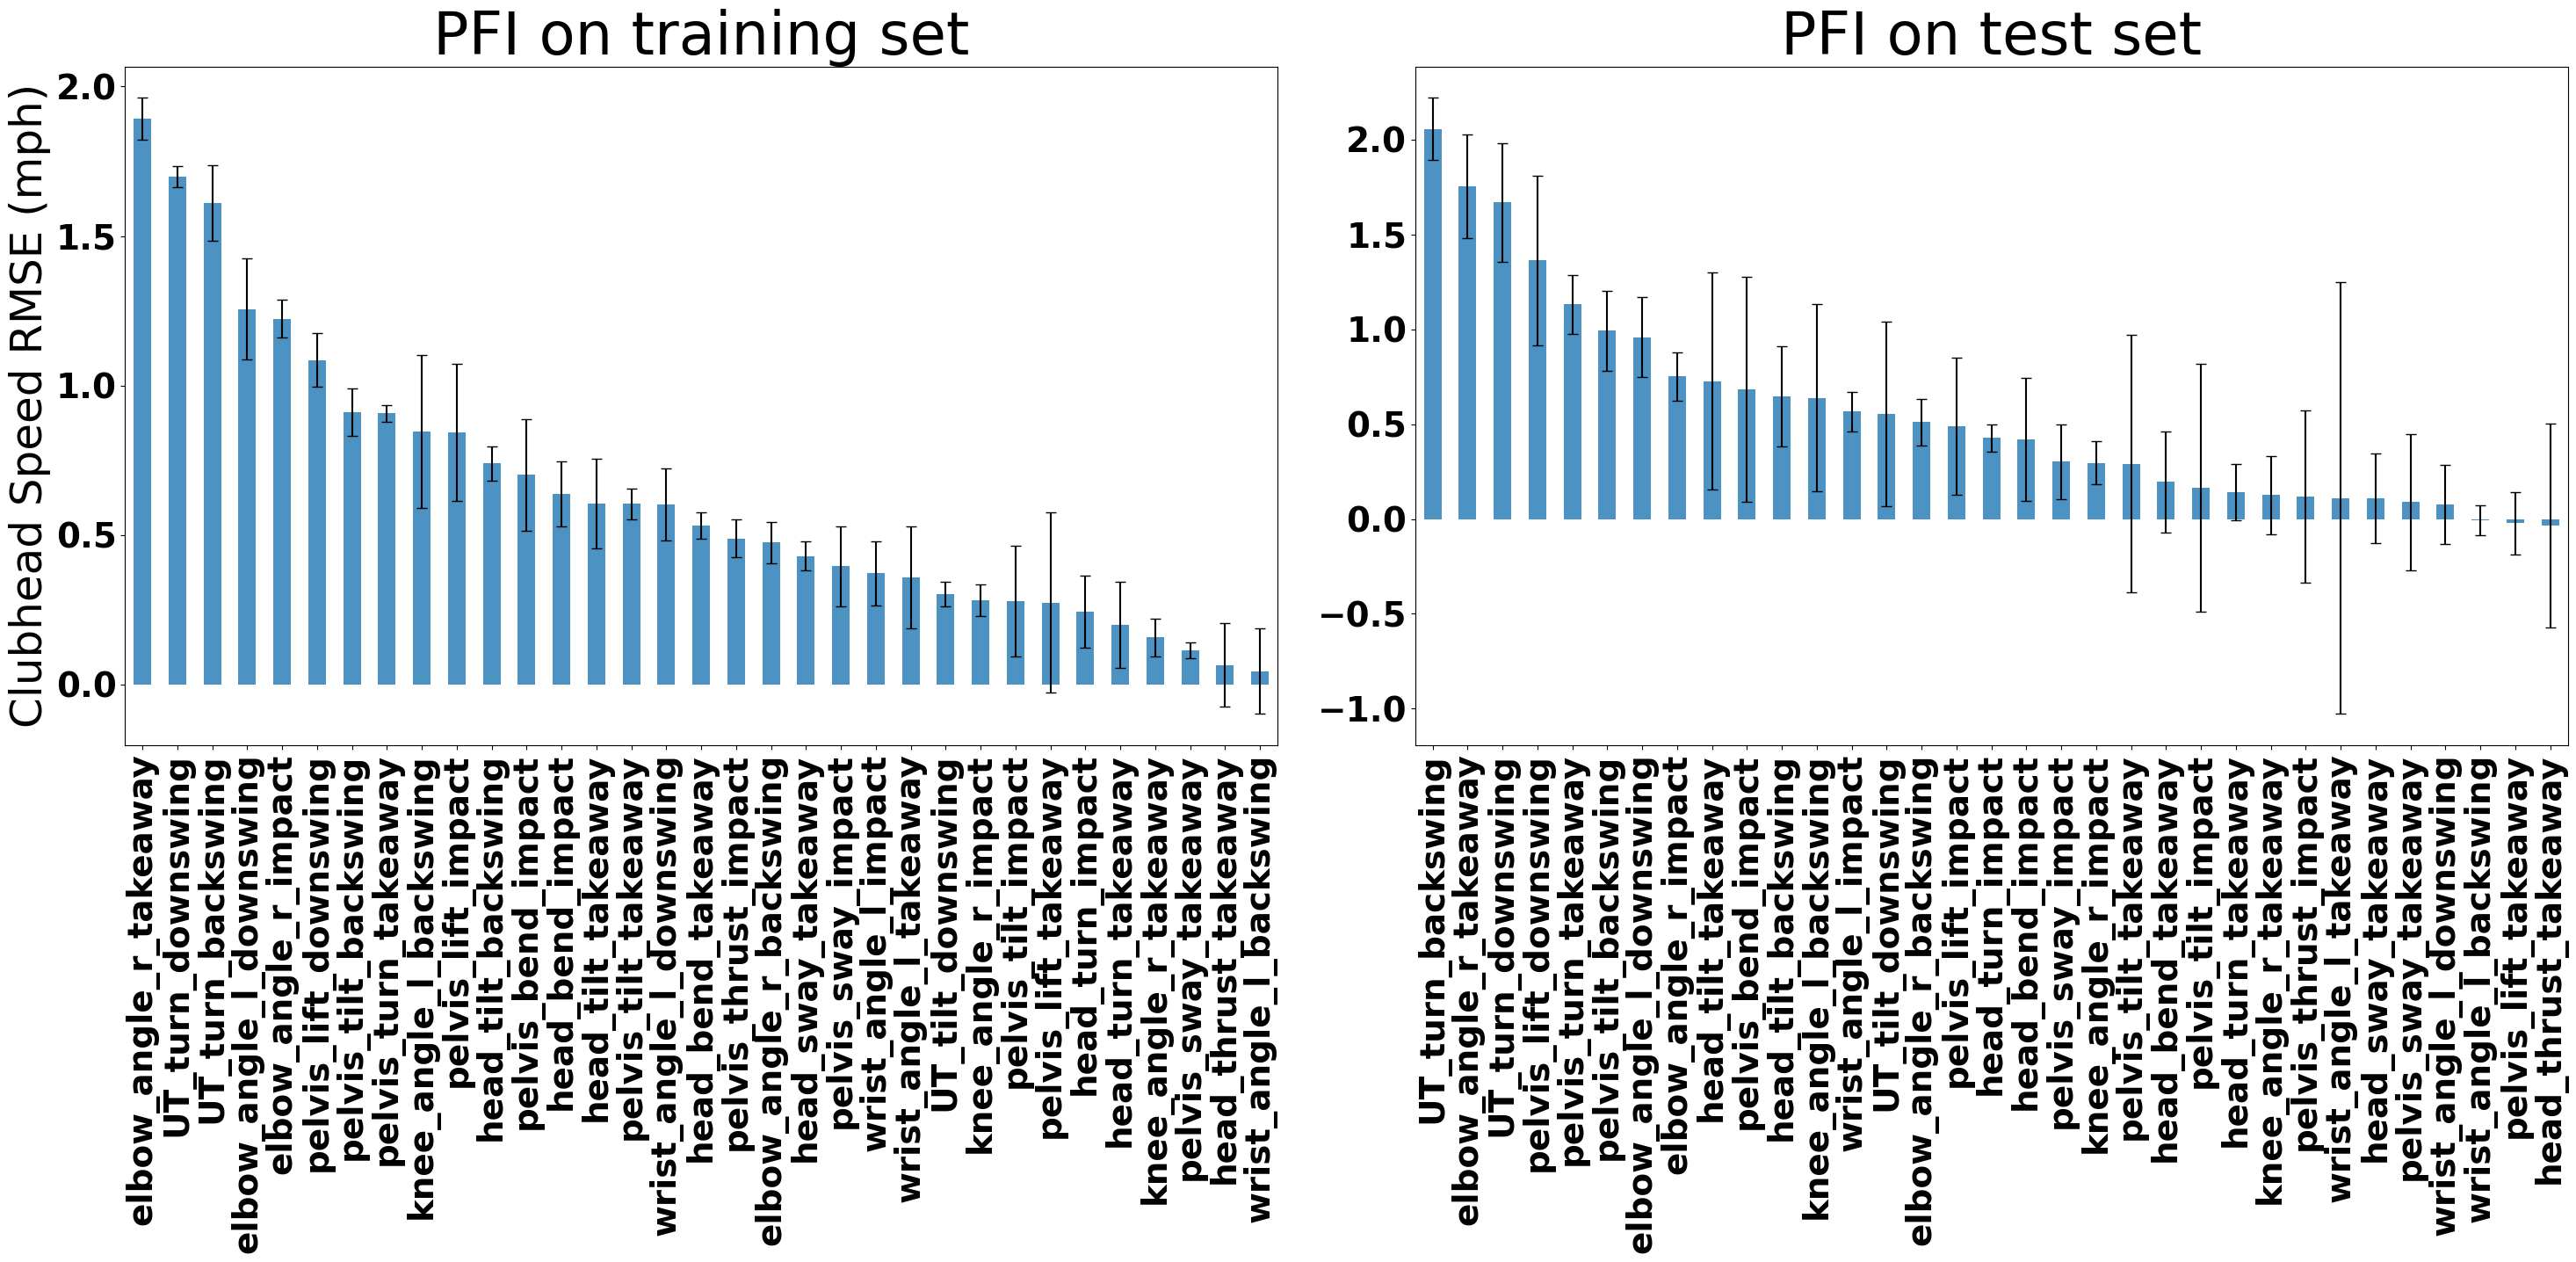 PFI on training set
Clubhead Speed RMSE (mph)
2.0
1.5
1.0
0.5
0.0
elbow_angle_r_takeaway
UT_turn_downswing
UT_turn_backswing
elbow_angle_l_downswing
elbow_angle_r_impact
pelvis_lift_downswing
pelvis_tilt_backswing
pelvis_turn_takeaway
knee_angle_l_backswing
pelvis_lift_impact
head_tilt_backswing
pelvis_bend_impact
head_bend_impact
head_tilt_takeaway
pelvis_tilt_takeaway
wrist_angle_l_downswing
head_bend_takeaway
pelvis_thrust_impact
elbow_angle_r_backswing
head_sway_takeaway
pelvis_sway_impact
wrist_angle_l_impact
wrist_angle_l_takeaway
UT_tilt_downswing
knee_angle_r_impact
pelvis_tilt_impact
pelvis_lift_takeaway
head_turn_impact
head_turn_takeaway
knee_angle_r_takeaway
pelvis_sway_takeaway
head_thrust_takeaway
wrist_angle_l_backswing
PFI on test set
2.0
1.5
1.0
0.5
0.0
−0.5
−1.0
UT_turn_backswing
elbow_angle_r_takeaway
UT_turn_downswing
pelvis_lift_downswing
pelvis_turn_takeaway
pelvis_tilt_backswing
elbow_angle_l_downswing
elbow_angle_r_impact
head_tilt_takeaway
pelvis_bend_impact
head_tilt_backswing
knee_angle_l_backswing
wrist_angle_l_impact
UT_tilt_downswing
elbow_angle_r_backswing
pelvis_lift_impact
head_turn_impact
head_bend_impact
pelvis_sway_impact
knee_angle_r_impact
pelvis_tilt_takeaway
head_bend_takeaway
pelvis_tilt_impact
head_turn_takeaway
knee_angle_r_takeaway
pelvis_thrust_impact
wrist_angle_l_takeaway
head_sway_takeaway
pelvis_sway_takeaway
wrist_angle_l_downswing
wrist_angle_l_backswing
pelvis_lift_takeaway
head_thrust_takeaway